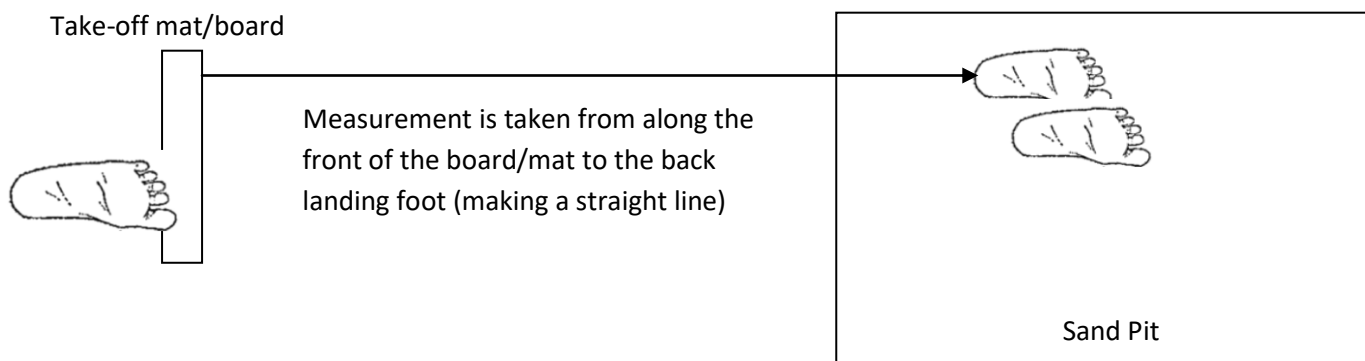 Take-off mat/board
Measurement is taken from along the
front of the board/mat to the back
landing foot (making a straight line)
Sand Pit